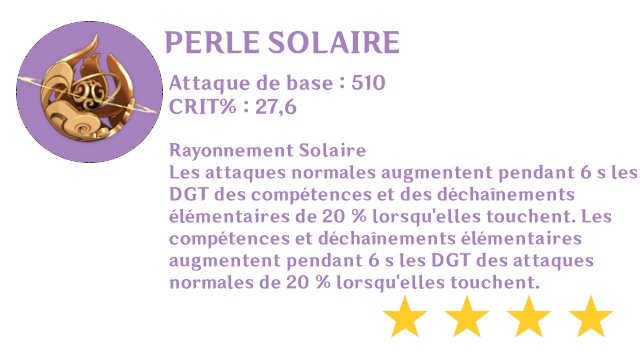 PERLE SOLAIRE
Attaque de base : 510
CRIT% : 27,6
Rayonnement Solaire
Les attaques normales augmentent pendant 6 s les
DGT des compétences et des déchaînements
élémentaires de 20 % lorsqu'elles touchent. Les
compétences et déchaînements élémentaires
augmentent pendant 6 s les DGT des attaques
normales de 20 % lorsqu'elles touchent.